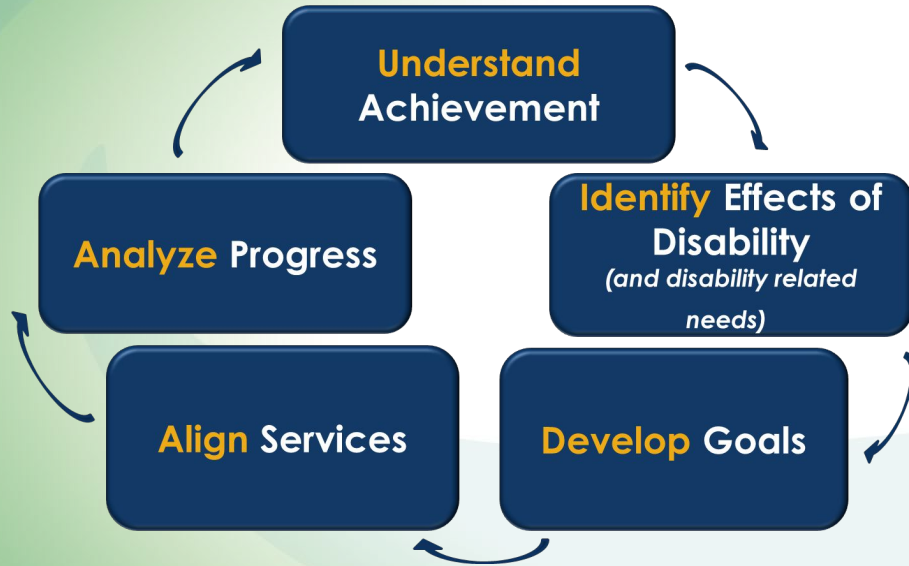 Understand
Achievement
Identify Effects of
Disability
(and disability related
needs)
Develop Goals
Align Services
Analyze Progress